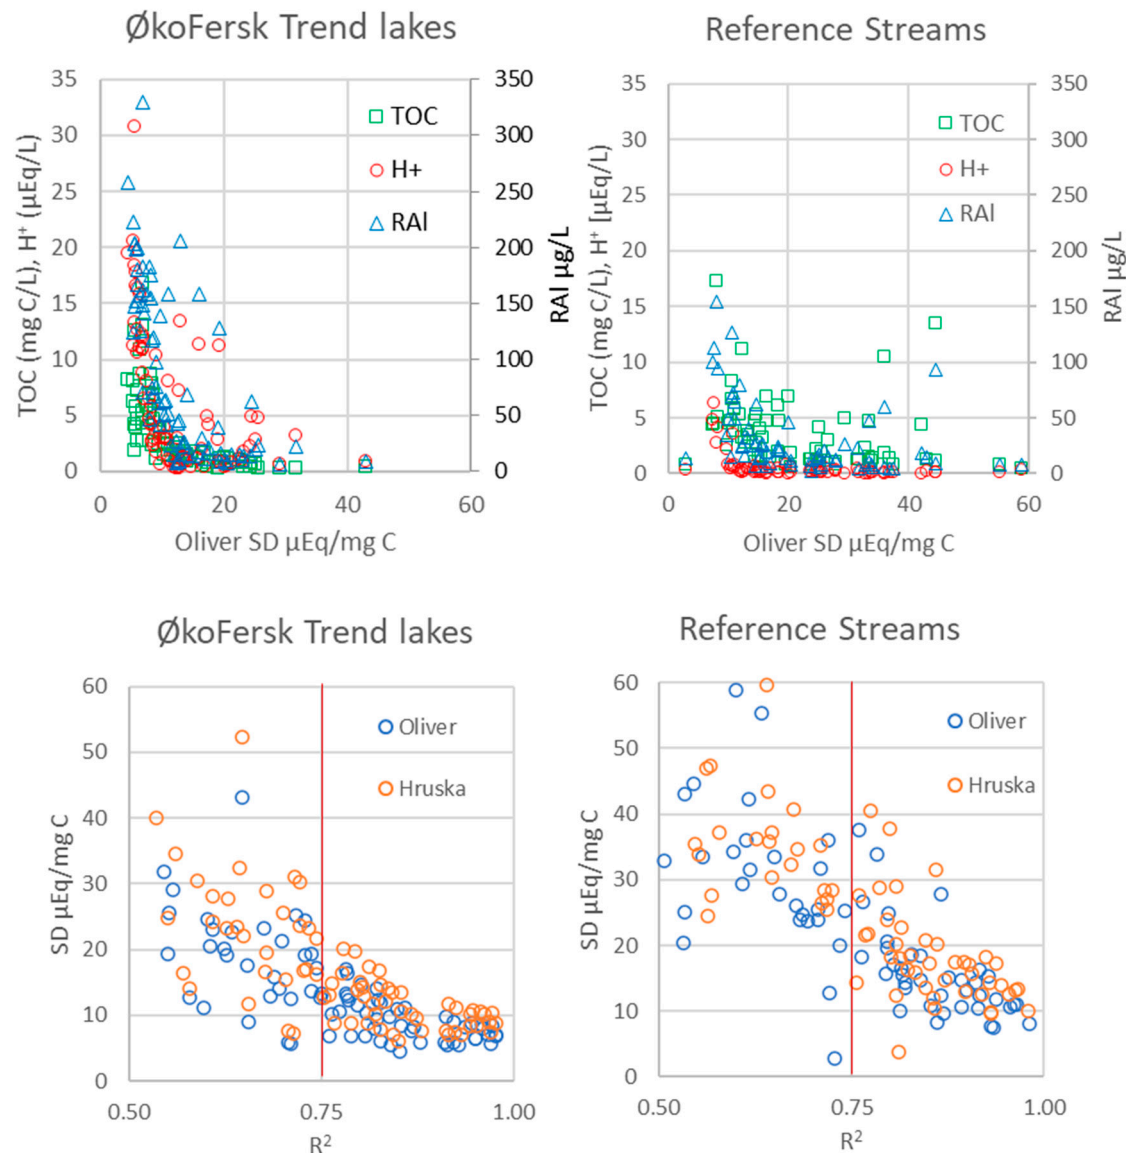 ØkoFersk Trend lakes
TOC (mg C/L), H⁺ (µEq/L)
35
30
25
20
15
10
5
0
350
300
250
200
150
100
50
0
RAl µg/L
TOC
H+
RAl
0
20
40
60
Oliver SD µEq/mg C
Reference Streams
TOC (mg C/L), H⁺ [µEq/L)
35
30
25
20
15
10
5
0
350
300
250
200
150
100
50
0
RAl µg/L
TOC
H+
RAl
0
20
40
60
Oliver SD µEq/mg C
ØkoFersk Trend lakes
SD µEq/mg C
60
50
40
30
20
10
0
Oliver
Hruska
0.50
0.75
1.00
R²
Reference Streams
SD µEq/mg C
60
50
40
30
20
10
0
Oliver
Hruska
0.50
0.75
1.00
R²